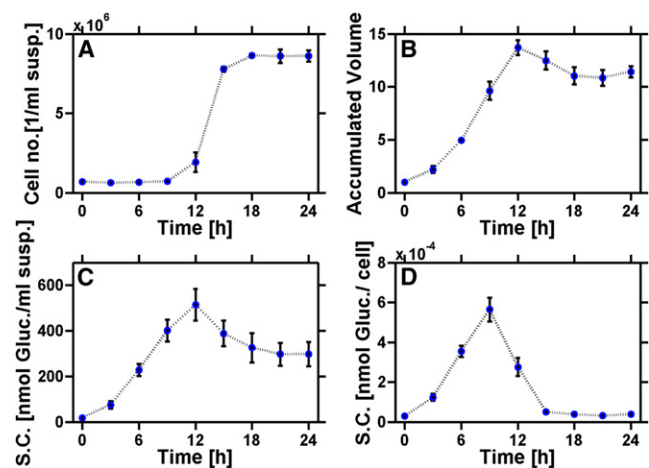 x 10^6
A
Cell no.[1/ml susp.]
10
5
0
0 6 12 18 24
Time [h]
B
Accumulated Volume
15
10
5
0
0 6 12 18 24
Time [h]
C
S.C. [nmol Gluc./ml susp.]
600
400
200
0
0 6 12 18 24
Time [h]
x 10^-4
D
S.C. [nmol Gluc./ cell]
8
6
4
2
0
0 6 12 18 24
Time [h]